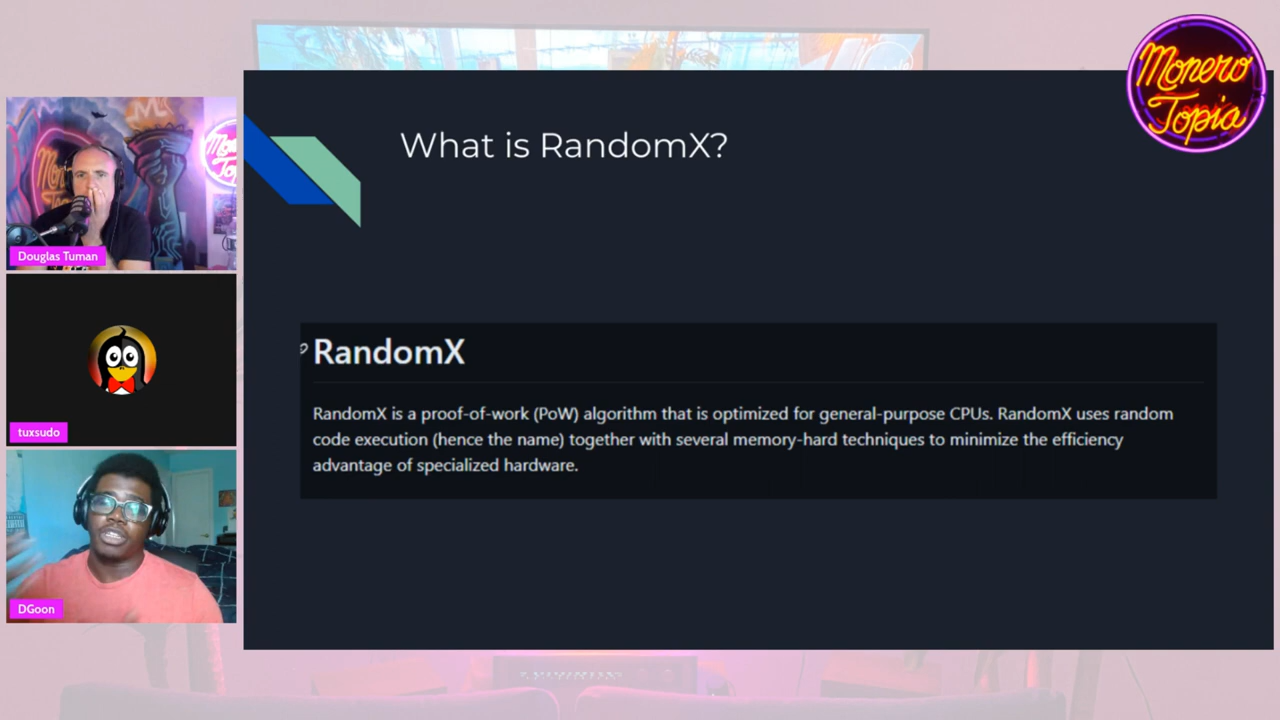 Monero
Topia
What is RandomX?
Douglas Tuman
RandomX
RandomX is a proof-of-work (PoW) algorithm that is optimized for general-purpose CPUs. RandomX uses random
code execution (hence the name) together with several memory-hard techniques to minimize the efficiency
advantage of specialized hardware.
tuxsudo
DGoon